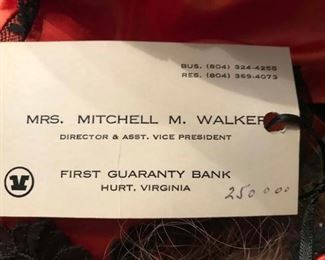 BUS. (804) 324-4255
RES. (804) 369-4073
MRS. MITCHELL M. WALKER
DIRECTOR & ASST. VICE PRESIDENT
FIRST GUARANTY BANK
HURT, VIRGINIA
250 00 00